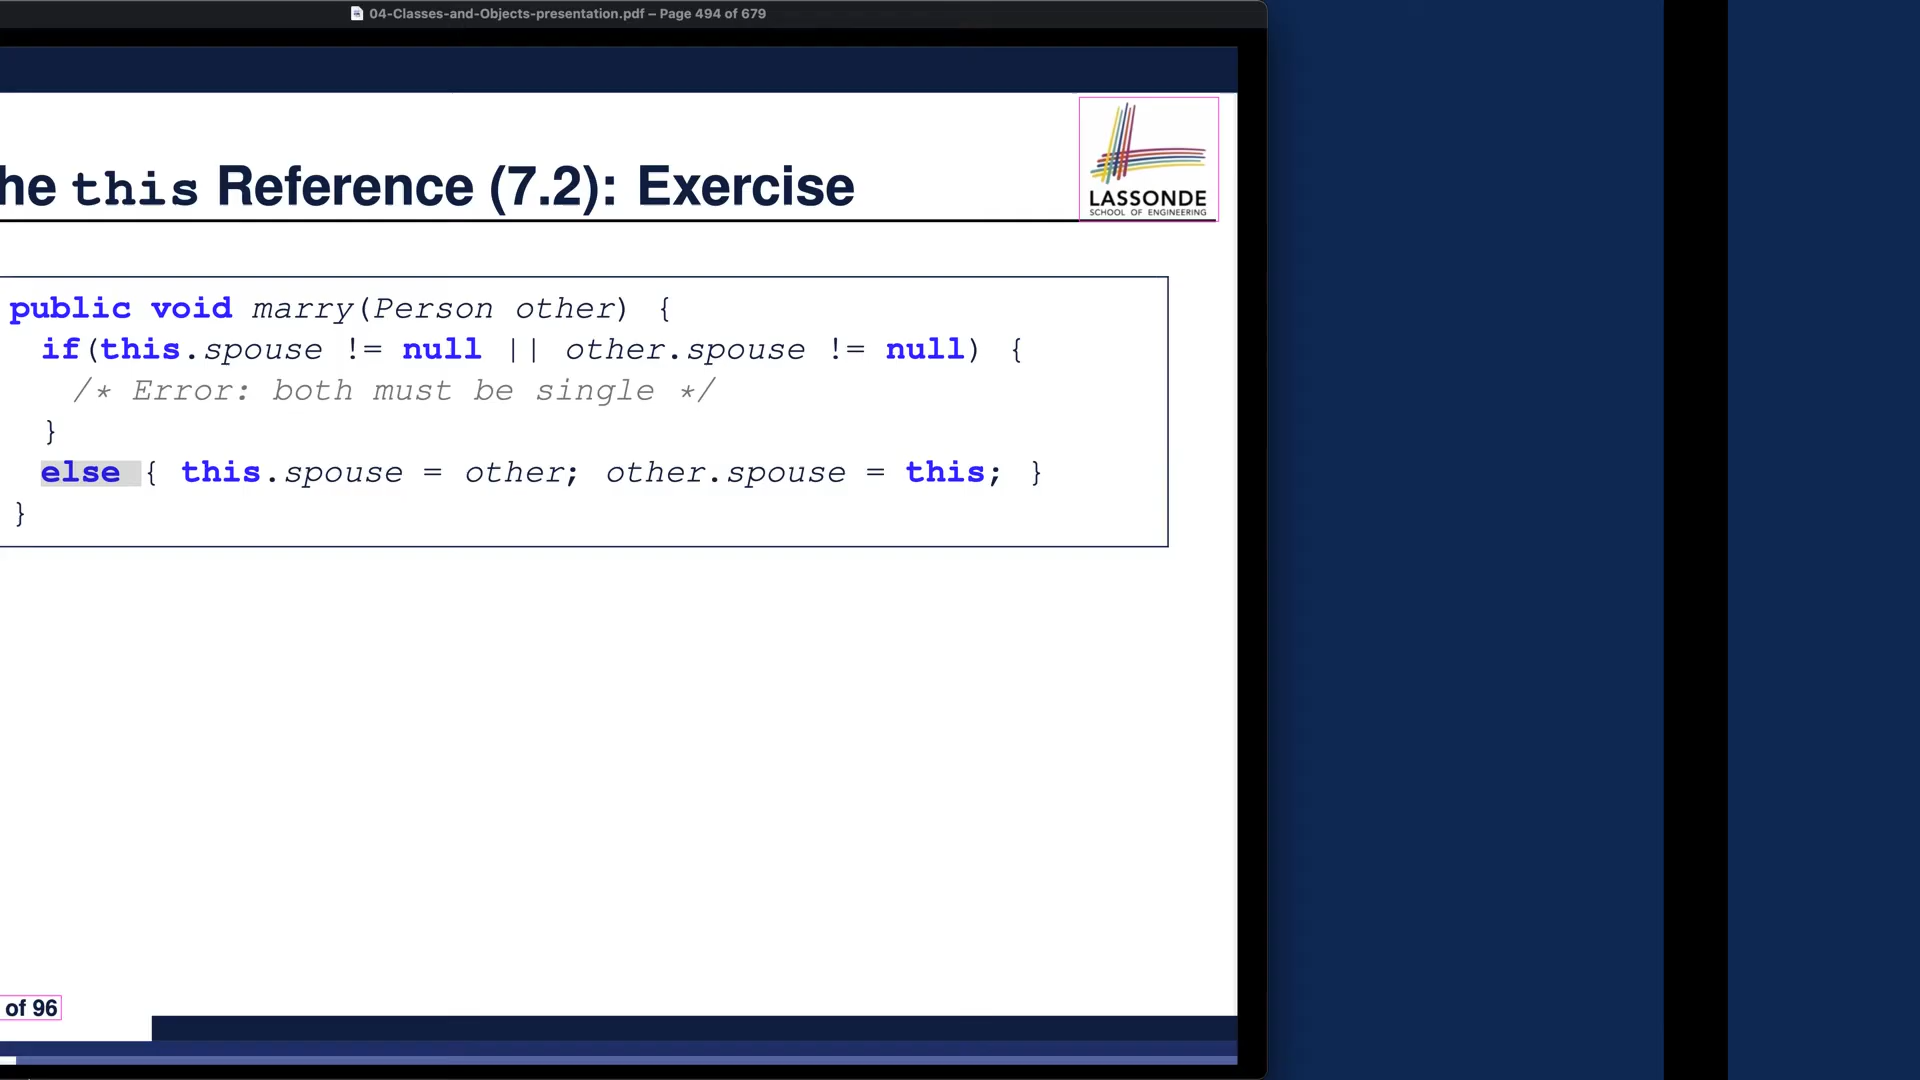 04-Classes-and-Objects-presentation.pdf – Page 494 of 679
he this Reference (7.2): Exercise
LASSONDE
SCHOOL OF ENGINEERING
public void marry(Person other) {
if(this.spouse != null || other.spouse != null) {
/* Error: both must be single */
}
else { this.spouse = other; other.spouse = this; }
}
of 96